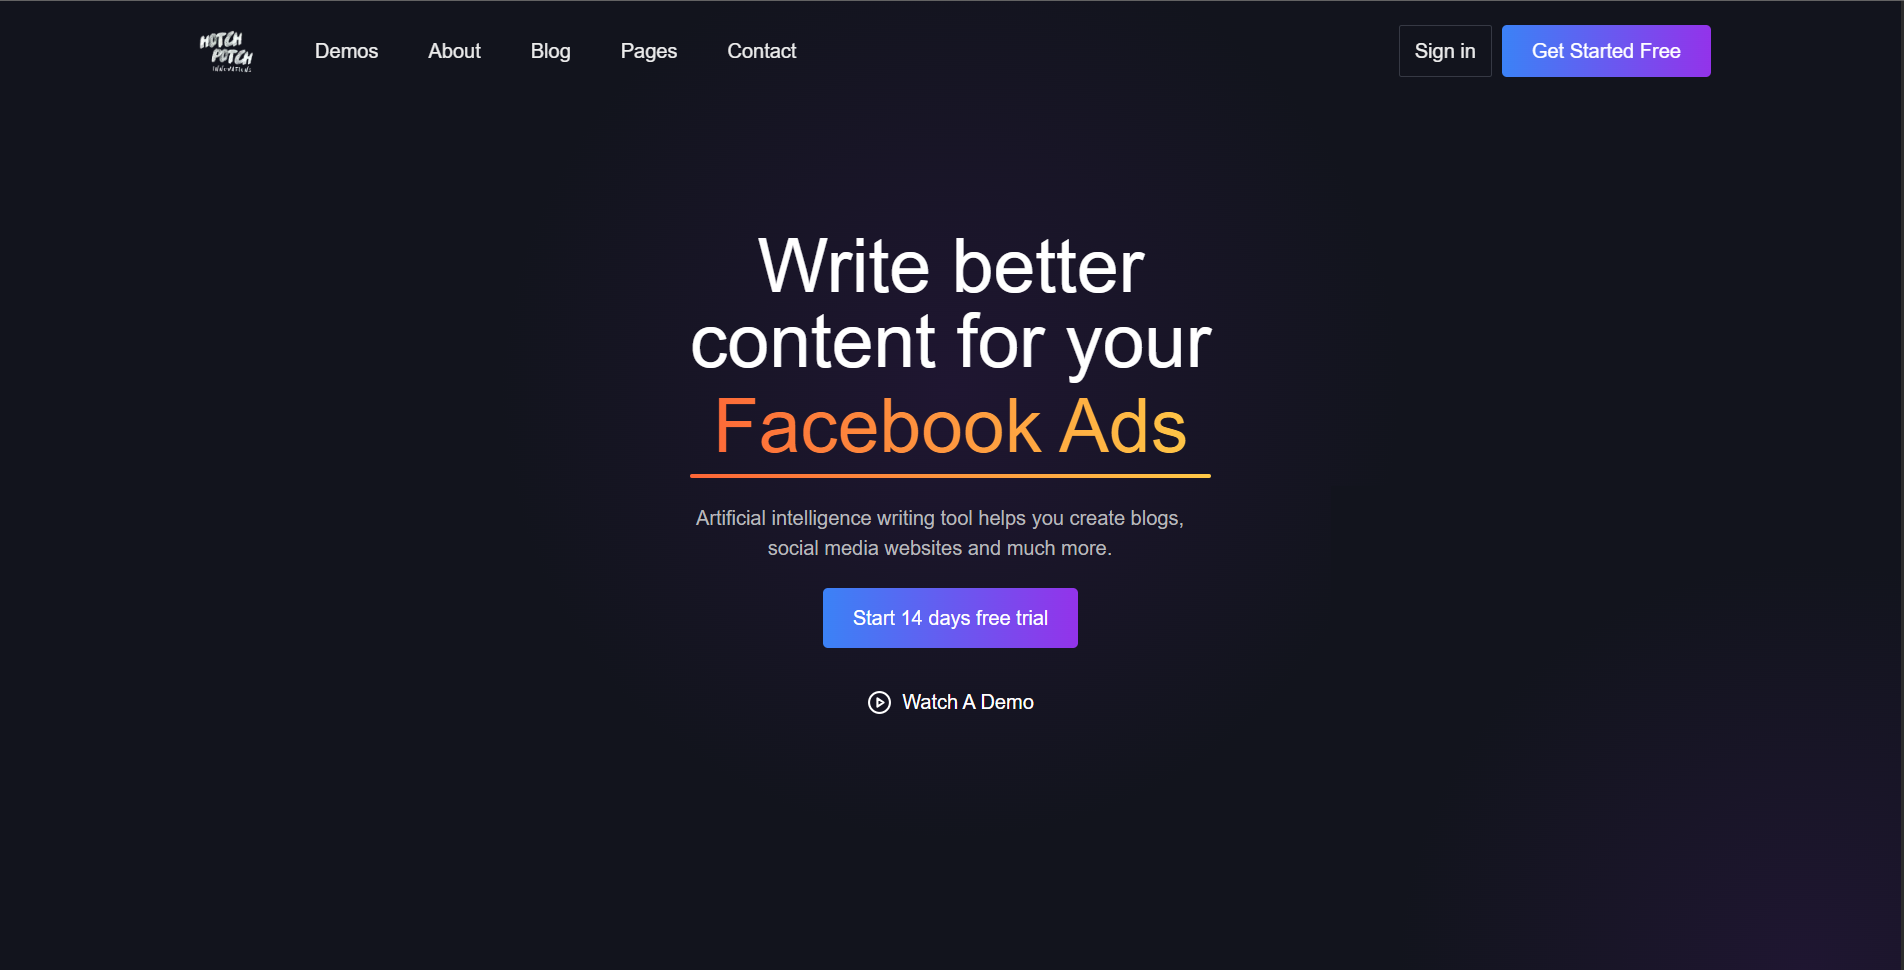 HOTCH
POTCH
INNOVATIONS
Demos
About
Blog
Pages
Contact
Sign in
Get Started Free
Write better
content for your
Facebook Ads
Artificial intelligence writing tool helps you create blogs,
social media websites and much more.
Start 14 days free trial
Watch A Demo